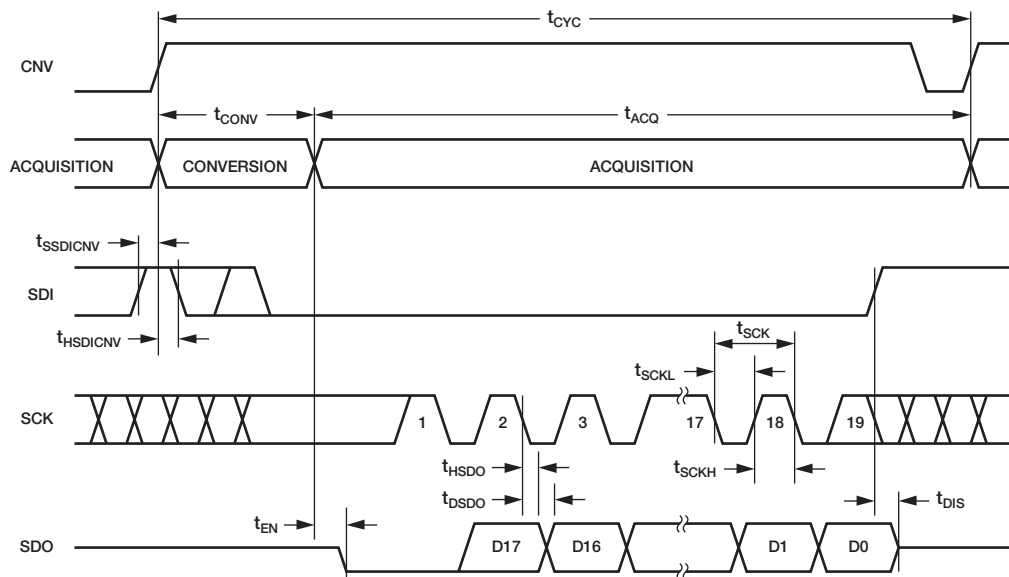 tCYC
CNV
tCONV
tACQ
ACQUISITION CONVERSION ACQUISITION
tSSDICNV
SDI
tHSDICNV
tSCK
tSCKL
SCK 1 2 3 17 18 19
tHSDO
tSCKH
tDSDO
tDIS
tEN
SDO D17 D16 D1 D0